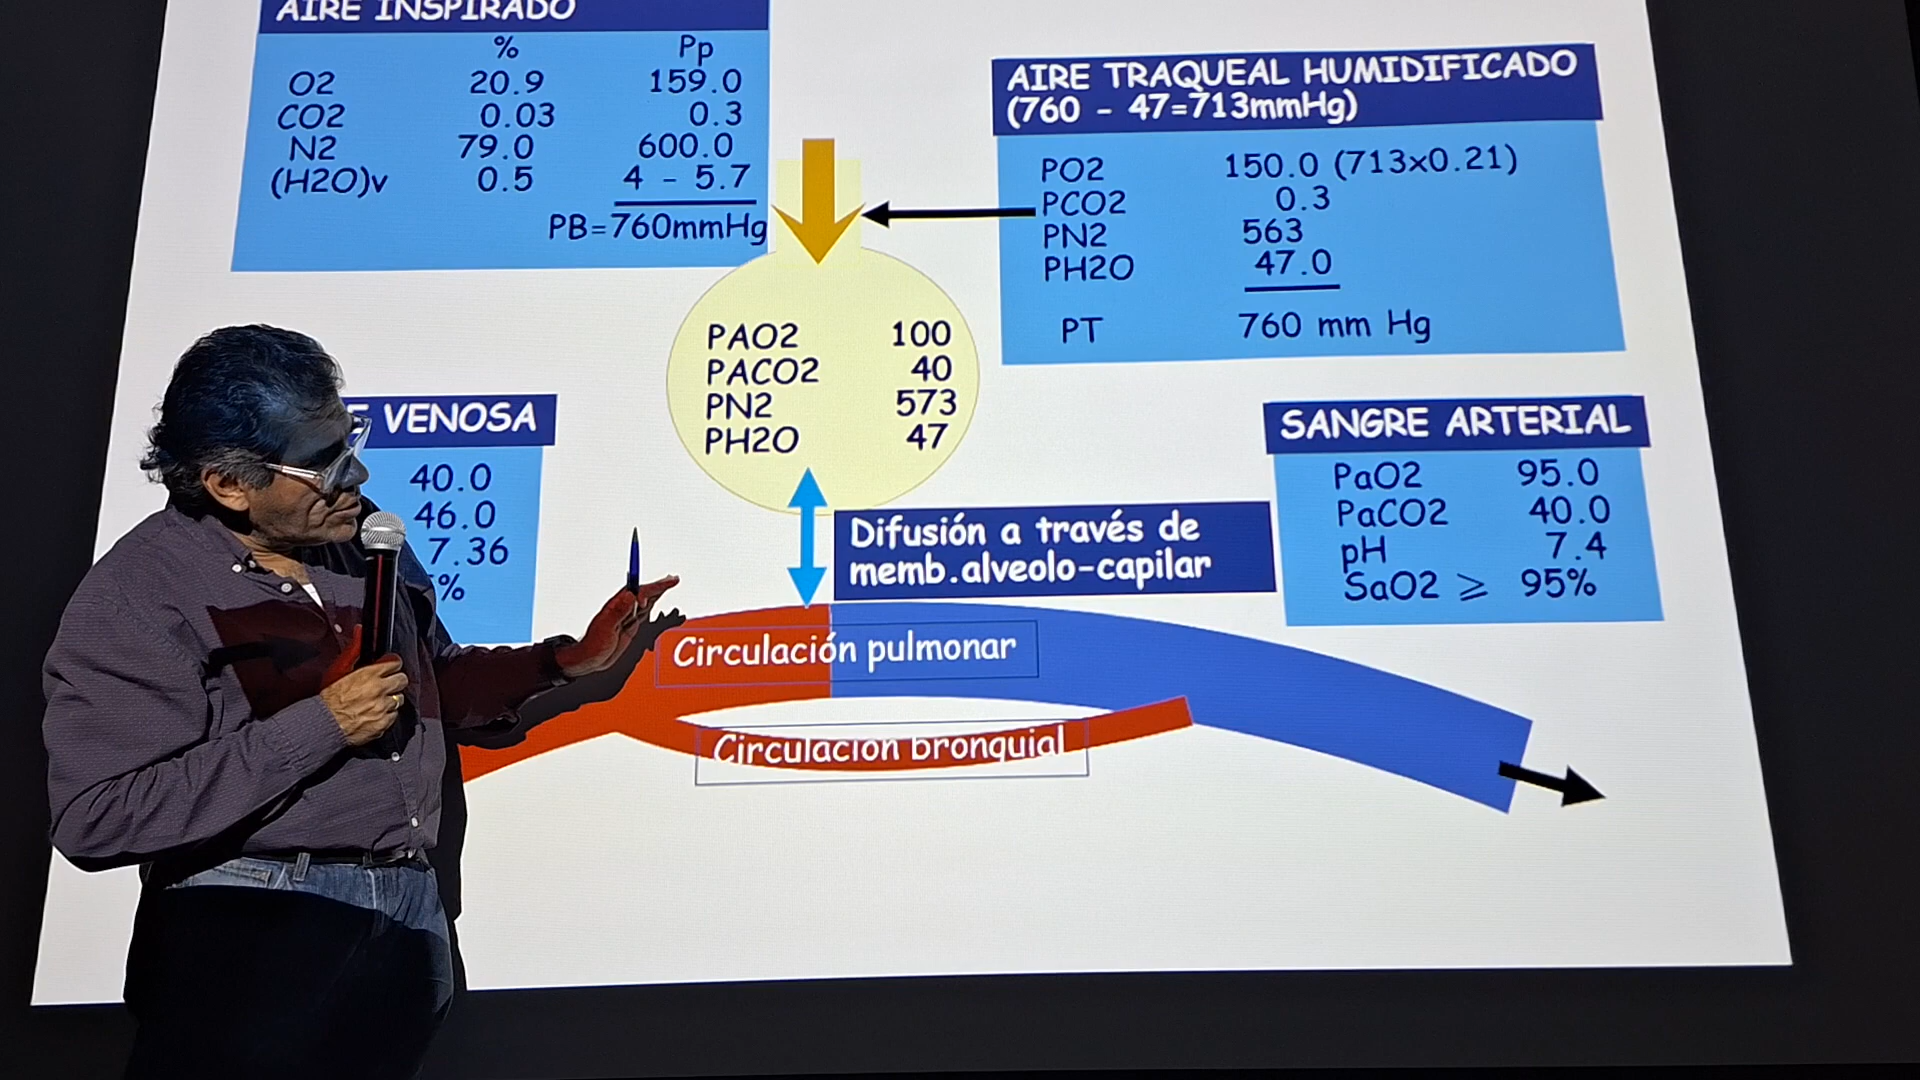 AIRE INSPIRADO
% Pp
O2 20.9 159.0
CO2 0.03 0.3
N2 79.0 600.0
(H2O)v 0.5 4 - 5.7
PB=760mmHg
AIRE TRAQUEAL HUMIDIFICADO
(760 - 47=713mmHg)
PO2 150.0 (713x0.21)
PCO2 0.3
PN2 563
PH2O 47.0
PT 760 mm Hg
PAO2 100
PACO2 40
PN2 573
PH2O 47
VENOSA
40.0
46.0
7.36
%
SANGRE ARTERIAL
PaO2 95.0
PaCO2 40.0
pH 7.4
SaO2 ⩾ 95%
Difusión a través de
memb.alveolo-capilar
Circulación pulmonar
Circulación bronquial